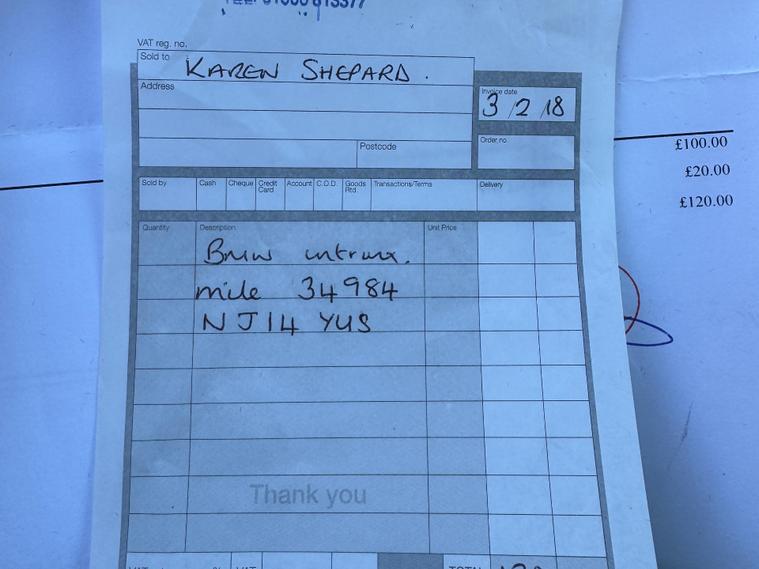 VAT reg. no.
Sold to KAREN SHEPARD.
Address
Invoice date
3/2/18
Postcode
Order no.
£100.00
£20.00
£120.00
Sold by Cash Cheque Credit Card Account C.O.D. Goods Rtd. Transactions/Terms Delivery
Quantity Description Unit Price
BMW
mile 34984
NJ14 YUS
Thank you